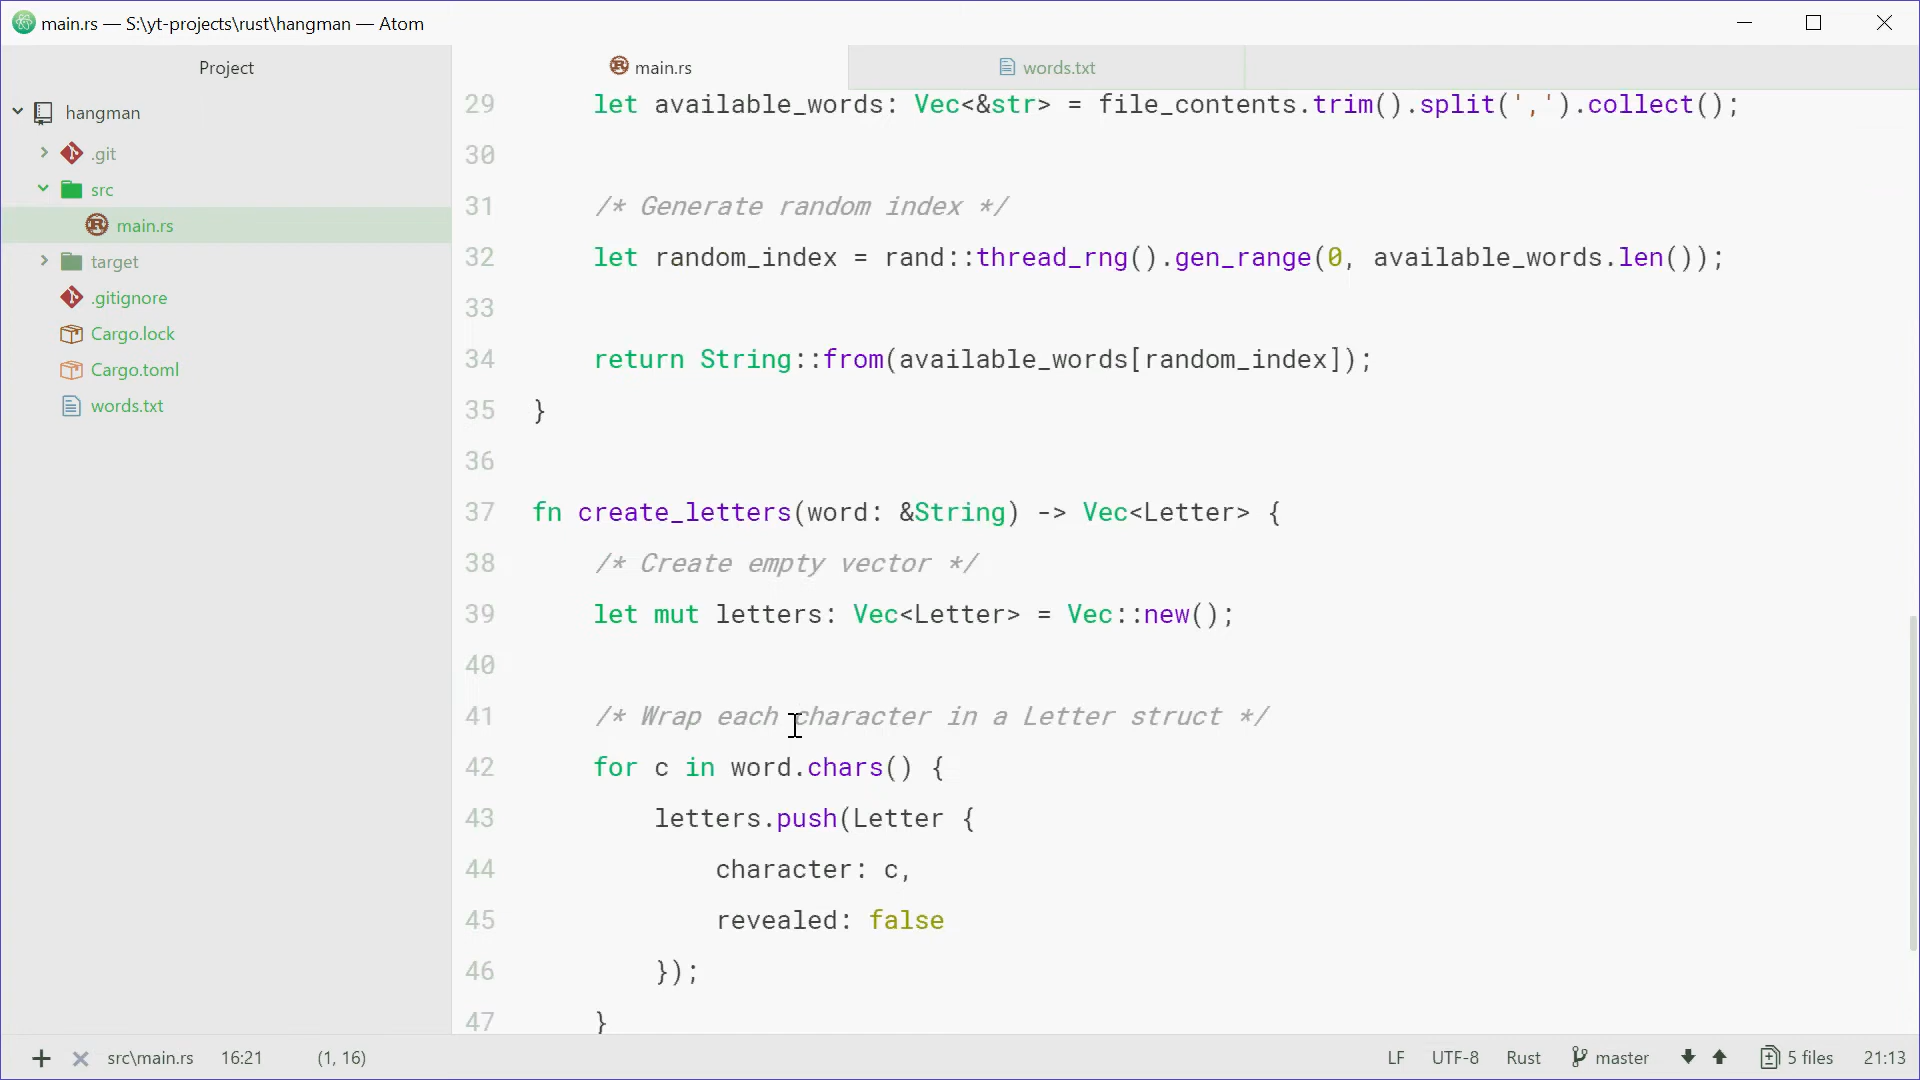 main.rs — S:\yt-projects\rust\hangman — Atom
Project
hangman
.git
src
main.rs
target
.gitignore
Cargo.lock
Cargo.toml
words.txt
main.rs
words.txt
29 let available_words: Vec<&str> = file_contents.trim().split(',').collect();
30
31 /* Generate random index */
32 let random_index = rand::thread_rng().gen_range(0, available_words.len());
33
34 return String::from(available_words[random_index]);
35 }
36
37 fn create_letters(word: &String) -> Vec<Letter> {
38 /* Create empty vector */
39 let mut letters: Vec<Letter> = Vec::new();
40
41 /* Wrap each character in a Letter struct */
42 for c in word.chars() {
43 letters.push(Letter {
44 character: c,
45 revealed: false
46 });
47 }
src\main.rs 16:21 (1, 16) LF UTF-8 Rust master 5 files 21:13